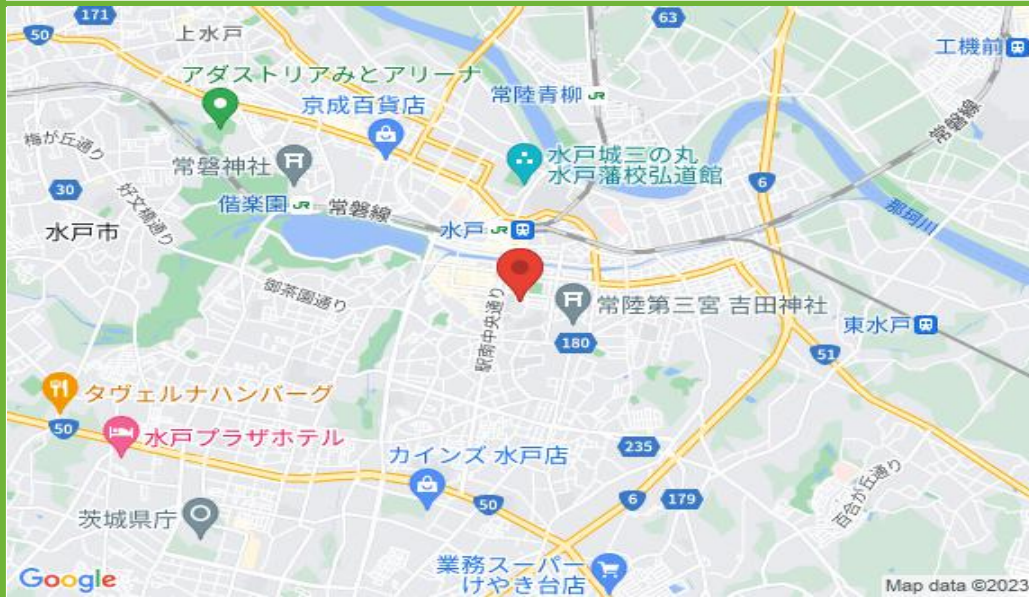 171
63
50
上水戸
工機前
アダストリアみとアリーナ
京成百貨店
常陸青柳 JR
梅が丘通り
常磐神社
水戸城三の丸
水戸藩校弘道館
6
30
好文橋通り
偕楽園 JR
常磐線
那珂川
水戸市
水戸 JR
御茶園通り
駅南中央通り
常陸第三宮 吉田神社
東水戸
180
51
タヴェルナハンバーグ
50
水戸プラザホテル
235
カインズ 水戸店
50
6
179
百合が丘通り
茨城県庁
業務スーパー
けやき台店
Google
Map data ©2023